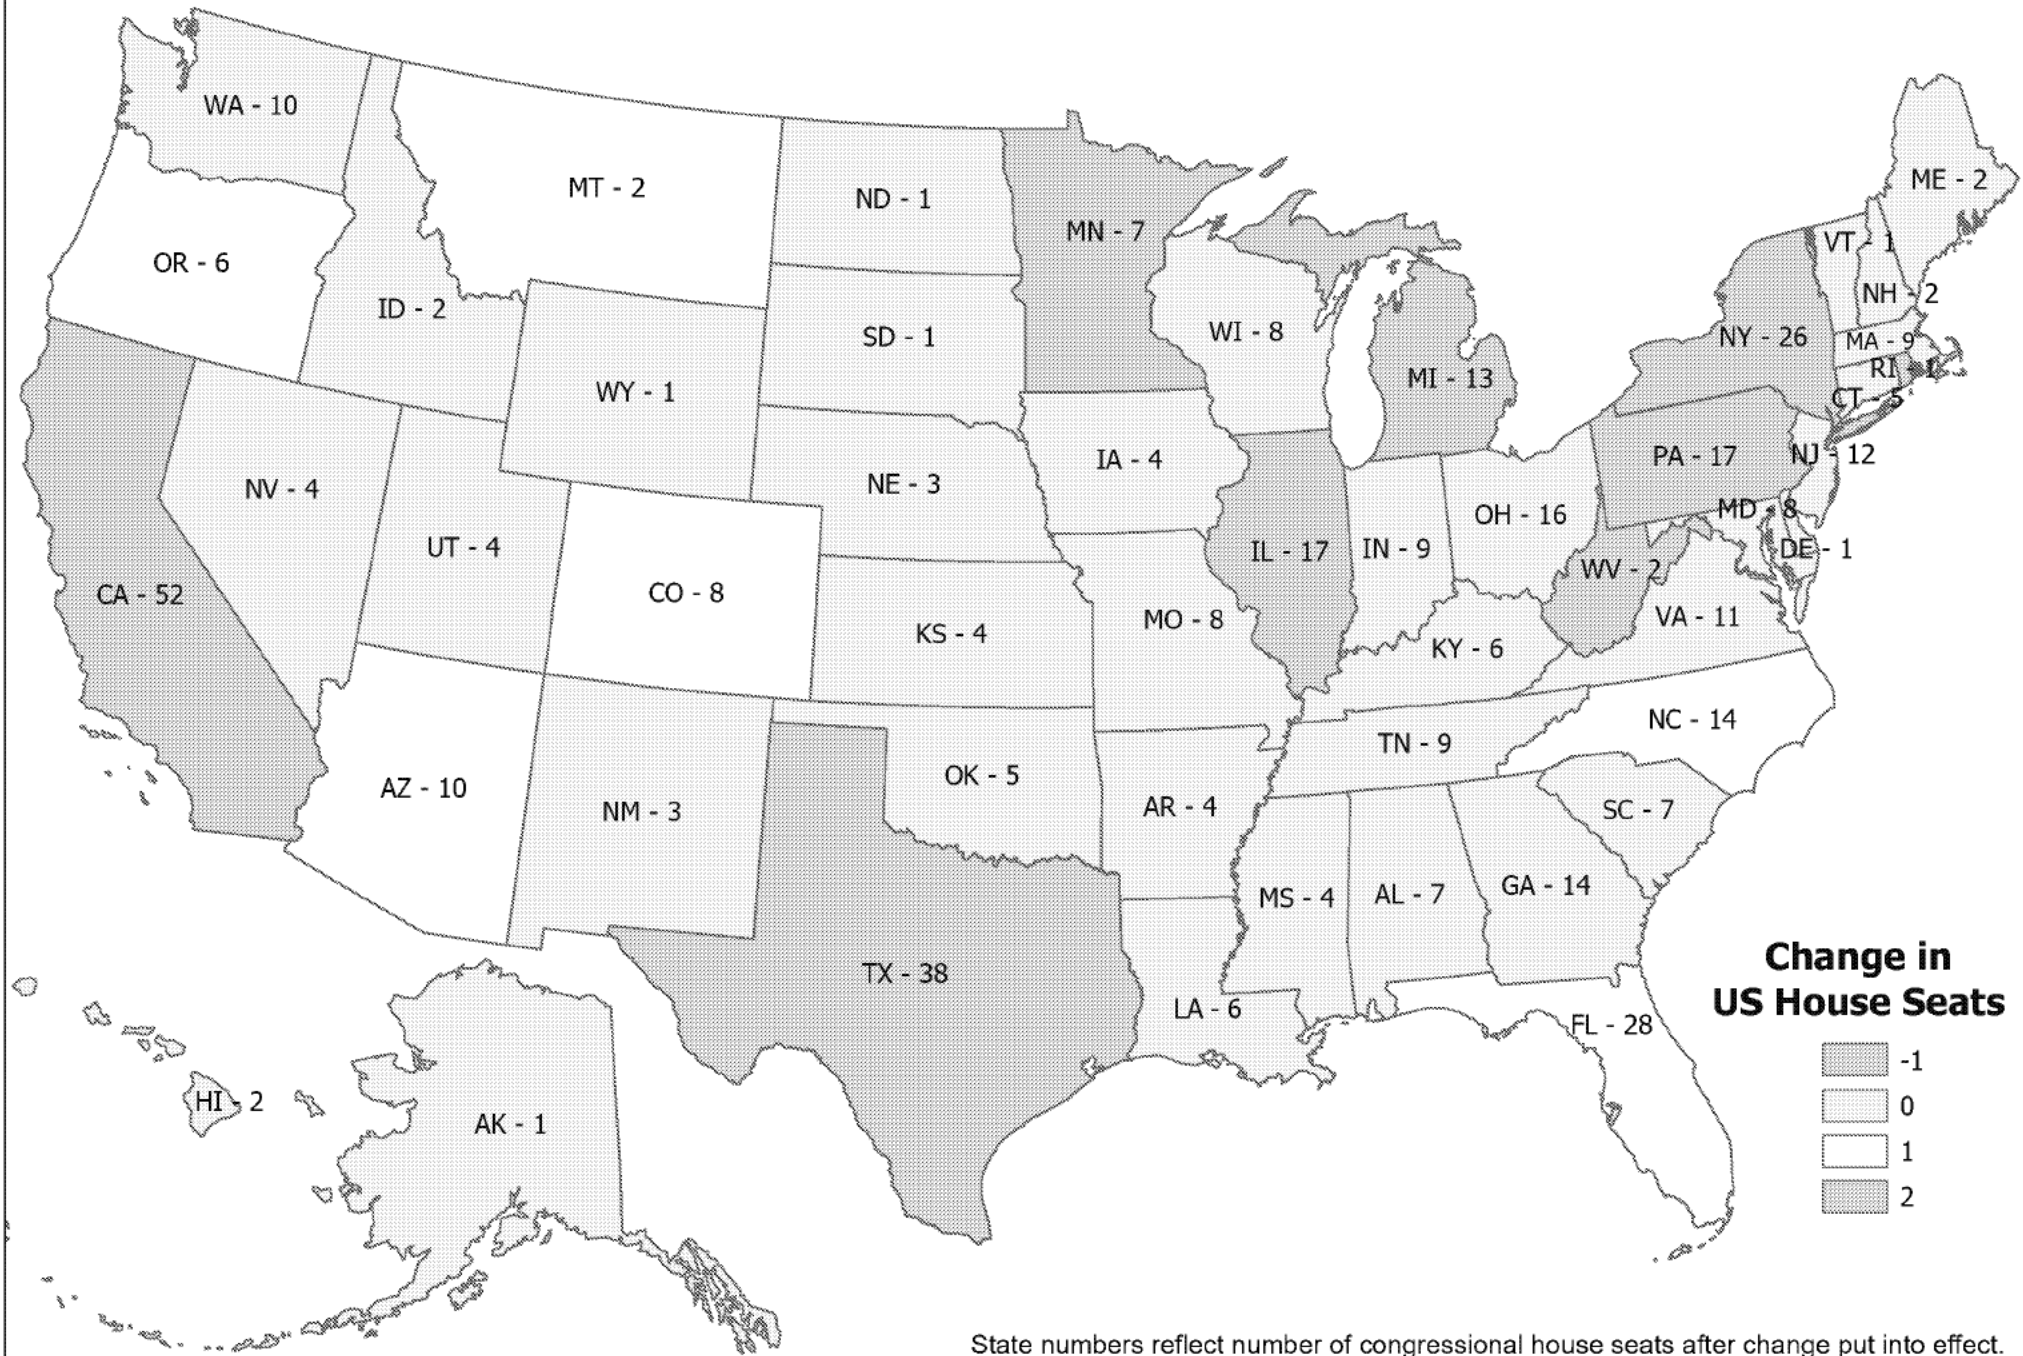 WA - 10
MT - 2
ND - 1
MN - 7
ME - 2
OR - 6
ID - 2
SD - 1
WI - 8
MI - 13
VT - 1
NH - 2
NY - 26
MA - 9
RI - 1
CT - 5
WY - 1
NV - 4
UT - 4
NE - 3
IA - 4
PA - 17
NJ - 12
MD - 8
DE - 1
CA - 52
CO - 8
KS - 4
MO - 8
IL - 17
IN - 9
OH - 16
WV - 2
VA - 11
KY - 6
NC - 14
TN - 9
AZ - 10
NM - 3
OK - 5
AR - 4
SC - 7
MS - 4
AL - 7
GA - 14
TX - 38
LA - 6
FL - 28
HI - 2
AK - 1
Change in
US House Seats
-1
0
1
2
State numbers reflect number of congressional house seats after change put into effect.